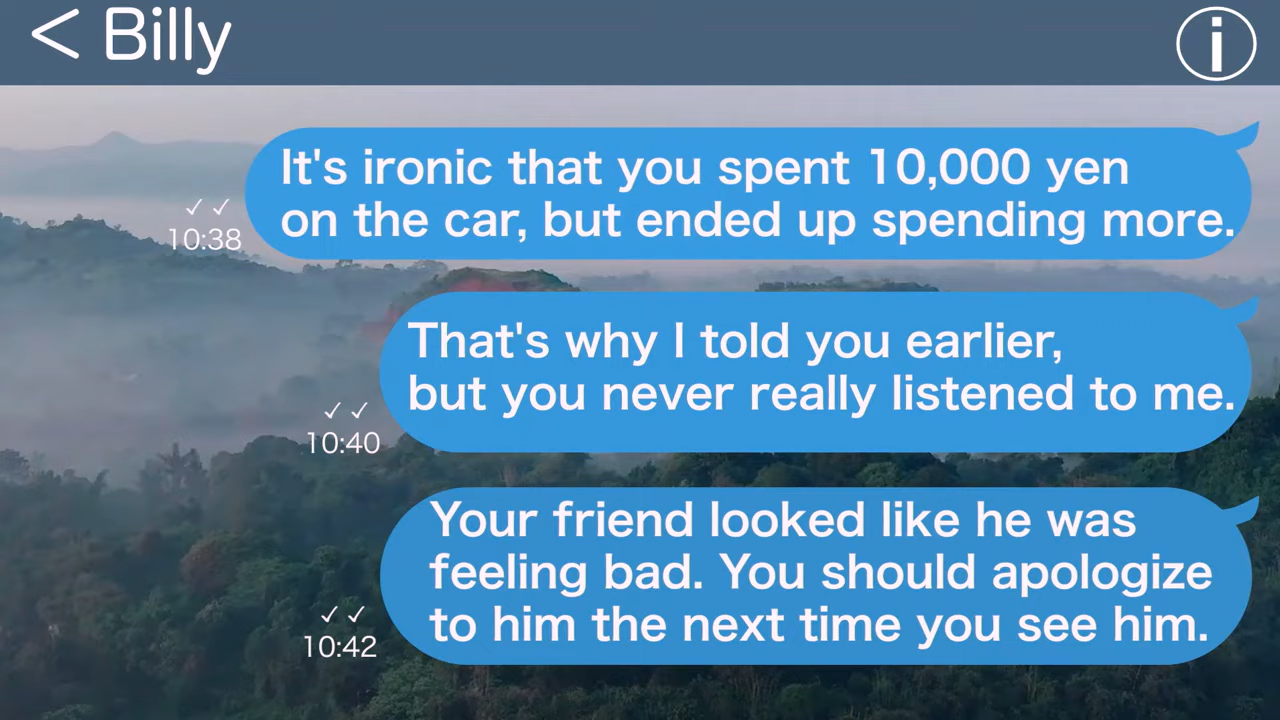 < Billy
i
It's ironic that you spent 10,000 yen
on the car, but ended up spending more.
✓✓
10:38
That's why I told you earlier,
but you never really listened to me.
✓✓
10:40
Your friend looked like he was
feeling bad. You should apologize
to him the next time you see him.
✓✓
10:42